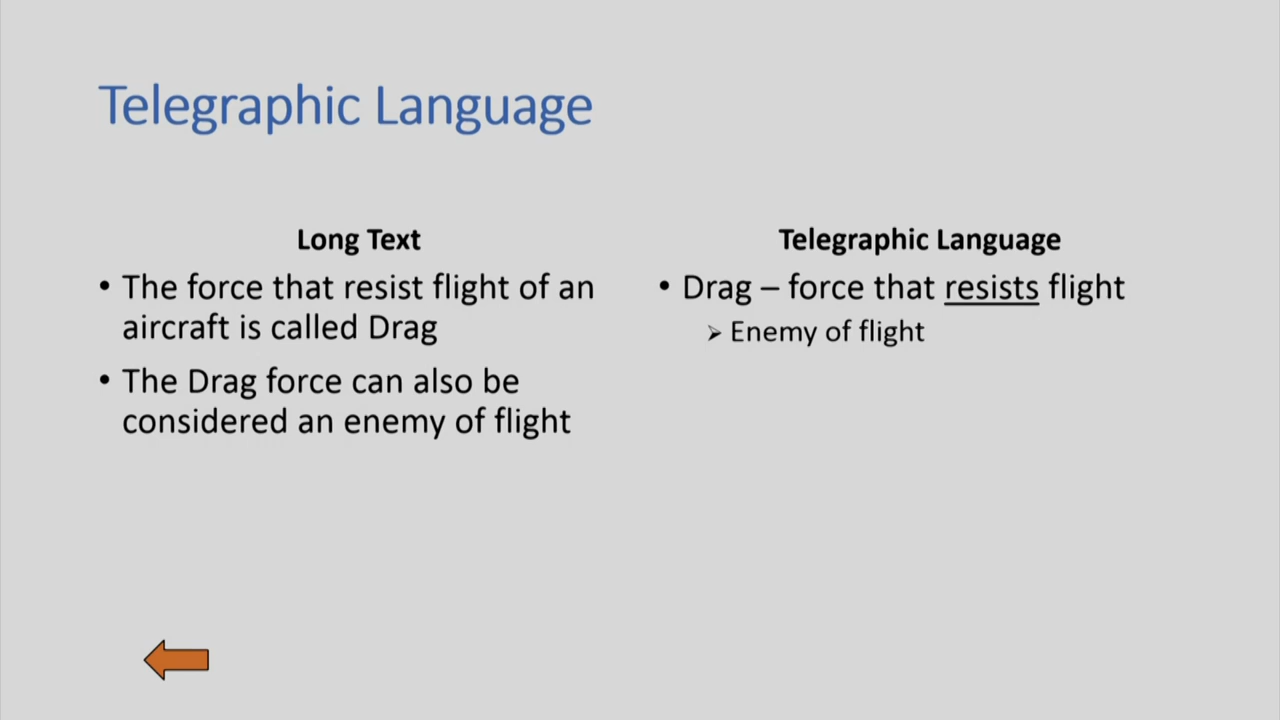 Telegraphic Language
Long Text
• The force that resist flight of an
aircraft is called Drag
• The Drag force can also be
considered an enemy of flight
Telegraphic Language
• Drag – force that resists flight
➢ Enemy of flight